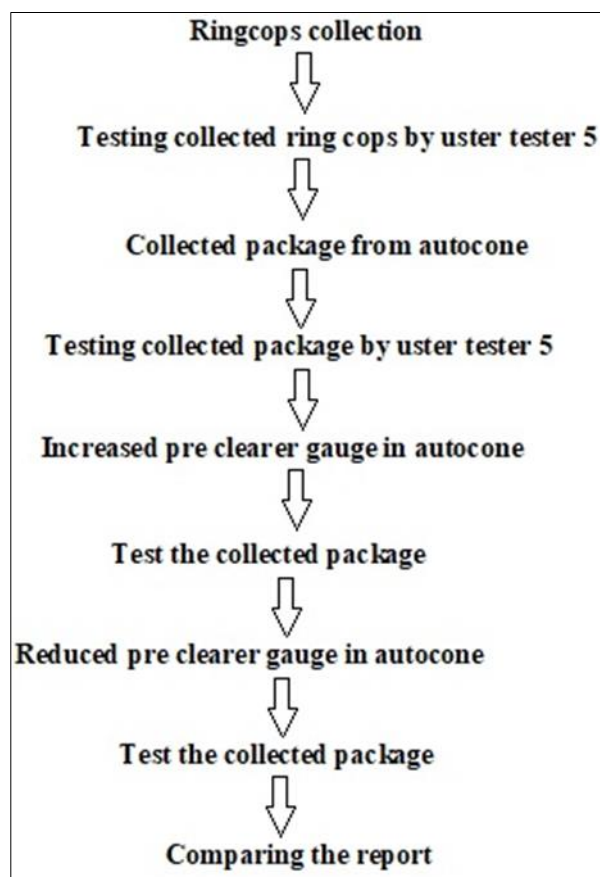 Ringcops collection
Testing collected ring cops by uster tester 5
Collected package from autocone
Testing collected package by uster tester 5
Increased pre clearer gauge in autocone
Test the collected package
Reduced pre clearer gauge in autocone
Test the collected package
Comparing the report